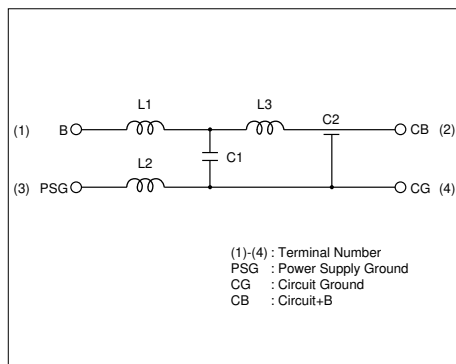 L1 L3 C2
(1) B CB (2)
C1
L2
(3) PSG CG (4)
(1)-(4) : Terminal Number
PSG : Power Supply Ground
CG : Circuit Ground
CB : Circuit+B